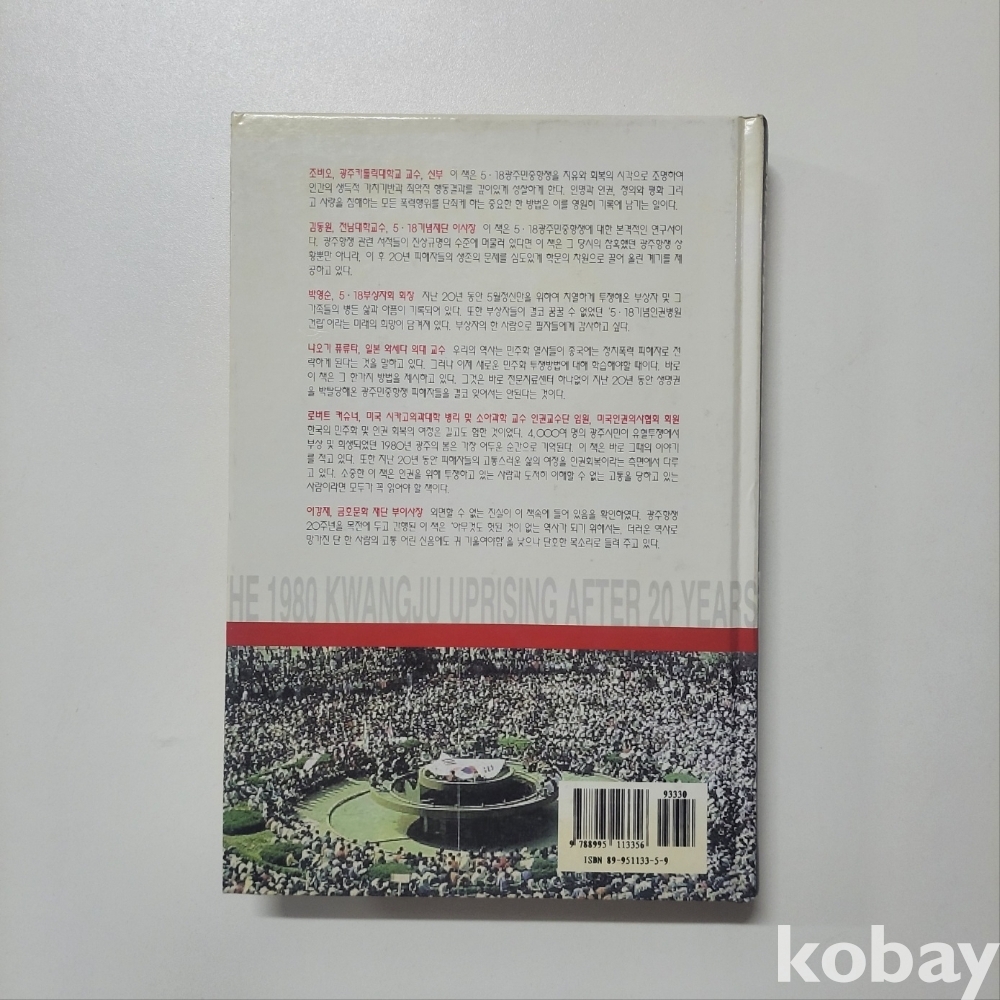 조비오, 광주카톨릭대학교 교수, 신부 이 책은 5·18광주민중항쟁을 치유와 회복의 시각으로 조명하여
인간의 생득적 가치기반과 죄악적 행동결과를 깊이있게 성찰하게 한다. 인명과 인권, 정의와 평화 그리
고 사랑을 침해하는 모든 폭력행위를 단죄케 하는 중요한 한 방법은 이를 영원히 기록에 남기는 일이다.
김동원, 전남대학교수, 5·18기념재단 이사장 이 책은 5·18광주민중항쟁에 대한 본격적인 연구서이
다. 광주항쟁 관련 서적들이 진상규명의 수준에 머물러 있다면 이 책은 그 당시의 참혹했던 광주항쟁 상
황뿐만 아니라, 이 후 20년 피해자들의 생존의 문제를 심도있게 학문의 차원으로 끌어 올린 계기를 제
공하고 있다.
박영순, 5·18부상자회 회장 지난 20년 동안 5월정신만을 위하여 치열하게 투쟁해온 부상자 및 그
가족들의 병든 삶과 아픔이 기록되어 있다. 또한 부상자들이 결코 꿈꿀 수 없었던 '5·18기념인권병원
건립'이라는 미래의 희망이 담겨져 있다. 부상자의 한 사람으로 필자들에게 감사하고 싶다.
나오기 퓨류타, 일본 와세다 의대 교수 우리의 역사는 민주화 열사들이 중국에는 정치폭력 피해자로 전
락하게 된다는 것을 말하고 있다. 그러나 이제 새로운 민주화 투쟁방법에 대해 학습해야할 때이다. 바로
이 책은 그 한가지 방법을 제시하고 있다. 그것은 바로 전문치료센터 하나없이 지난 20년 동안 생명권
을 박탈당해온 광주민중항쟁 피해자들을 결코 잊어서는 안된다는 것이다.
로버트 커슈너, 미국 시카고의과대학 병리 및 소아과학 교수 인권교수단 임원, 미국인권의사협회 회원
한국의 민주화 및 인권 회복의 여정은 길고도 험한 것이었다. 4,000여 명의 광주시민이 유혈투쟁에서
부상 및 희생되었던 1980년 광주의 봄은 가장 어두운 순간으로 기억된다. 이 책은 바로 그때의 이야기
를 적고 있다. 또한 지난 20년 동안 피해자들의 고통스러운 삶의 여정을 인권회복이라는 측면에서 다루
고 있다. 소중한 이 책은 인권을 위해 투쟁하고 있는 사람과 도저히 이해할 수 없는 고통을 당하고 있는
사람이라면 모두가 꼭 읽어야 할 책이다.
이강재, 금호문화 재단 부이사장 외면할 수 없는 진실이 이 책속에 들어 있음을 확인하였다. 광주항쟁
20주년을 목전에 두고 간행된 이 책은 '아무것도 헛된 것이 없는 역사가 되기 위해서는, 더러운 역사로
망가진 단 한 사람의 고통 어린 신음에도 귀 기울여야함'을 낮으나 단호한 목소리로 들려 주고 있다.
HE 1980 KWANGJU UPRISING AFTER 20 YEARS
93330
9 788995 113356
ISBN 89-951133-5-9
kobay